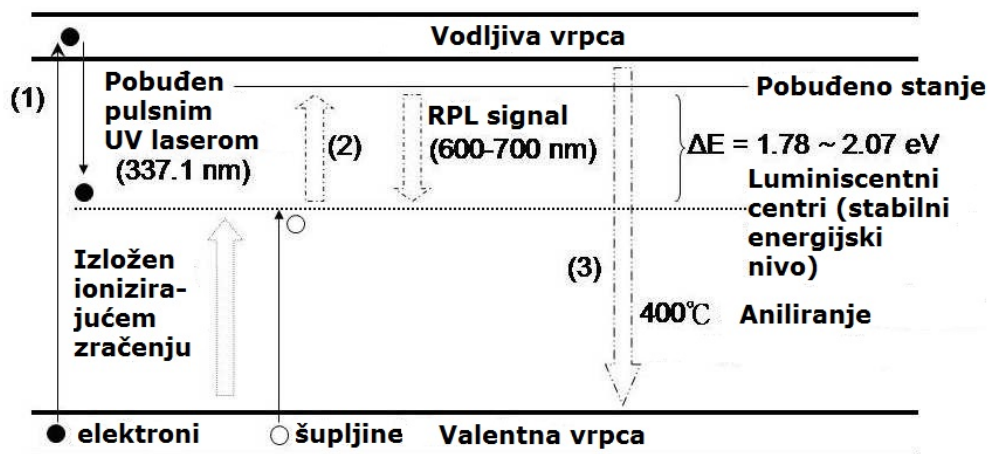 Vodljiva vrpca
(1)
Pobuđen
pulsnim
UV laserom
(337.1 nm)
(2)
RPL signal
(600-700 nm)
Pobuđeno stanje
ΔE = 1.78 ~ 2.07 eV
Luminiscentni
centri (stabilni
energijski
nivo)
Izložen
ionizira-
jućem
zračenju
(3)
400℃ Aniliranje
elektroni
šupljine
Valentna vrpca